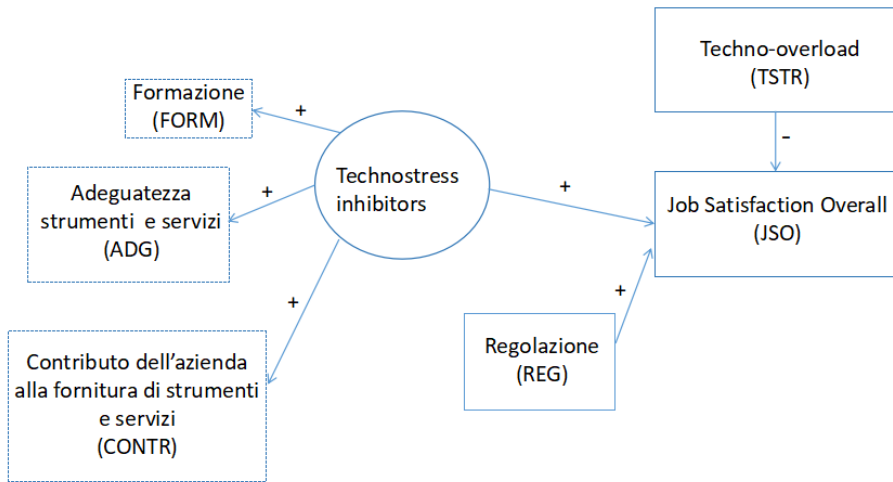 Techno-overload
(TSTR)
Formazione
(FORM)
+
-
Technostress
inhibitors
+
+
Adeguatezza
strumenti e servizi
(ADG)
Job Satisfaction Overall
(JSO)
+
+
Regolazione
(REG)
Contributo dell'azienda
alla fornitura di strumenti
e servizi
(CONTR)